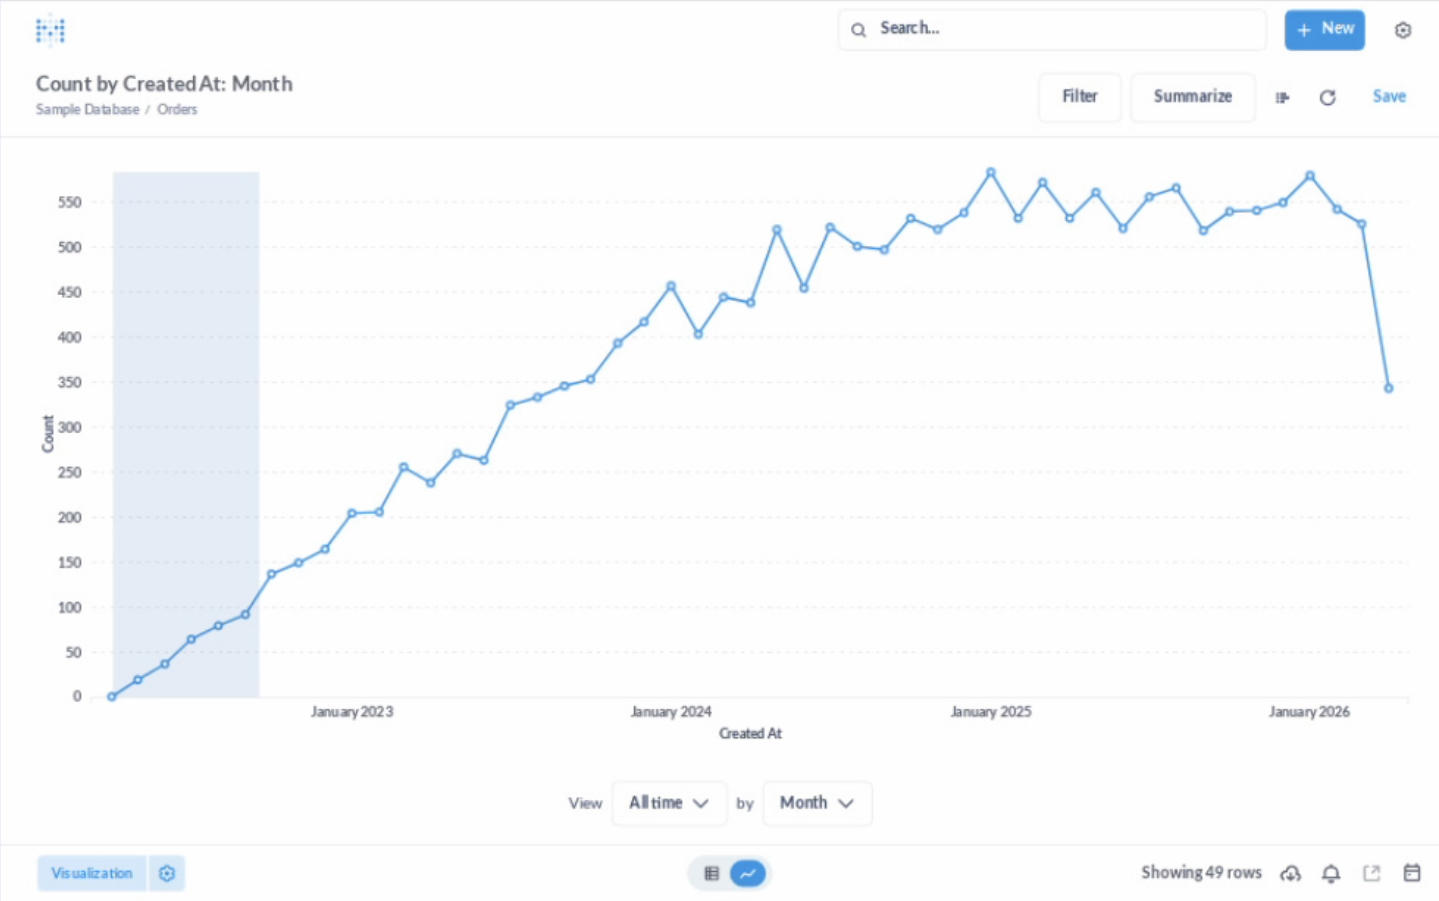 Search...
+ New
Count by Created At: Month
Sample Database / Orders
Filter
Summarize
Save
550
500
450
400
350
300
250
200
150
100
50
0
Count
January 2023
January 2024
January 2025
January 2026
Created At
View
All time
by
Month
Visualization
Showing 49 rows